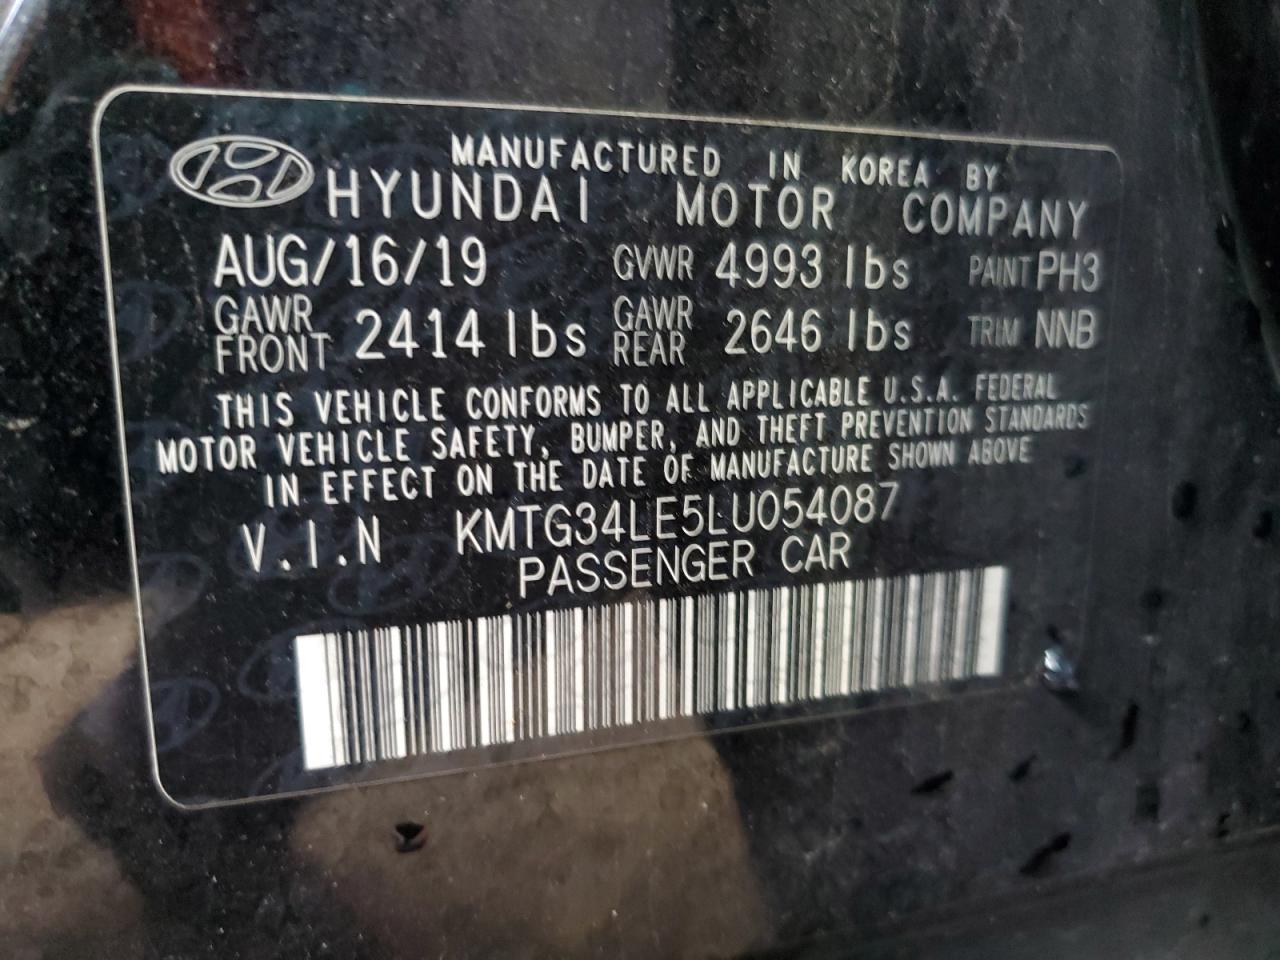 MANUFACTURED IN KOREA BY
HYUNDAI MOTOR COMPANY
AUG/16/19 GVWR 4993 lbs PAINT PH3
GAWR FRONT 2414 lbs GAWR REAR 2646 lbs TRIM NNB
THIS VEHICLE CONFORMS TO ALL APPLICABLE U.S.A. FEDERAL
MOTOR VEHICLE SAFETY, BUMPER, AND THEFT PREVENTION STANDARDS
IN EFFECT ON THE DATE OF MANUFACTURE SHOWN ABOVE
V.I.N KMTG34LE5LU054087
PASSENGER CAR